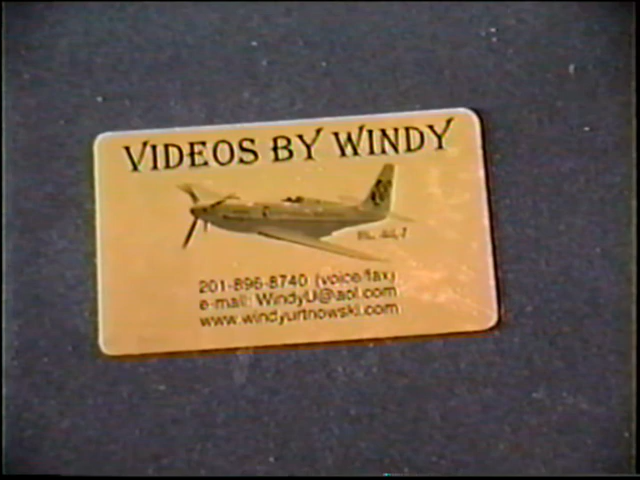 VIDEOS BY WINDY
201-896-8740 (voice/fax)
e-mail: WindyU@aol.com
www.windyurtnowski.com